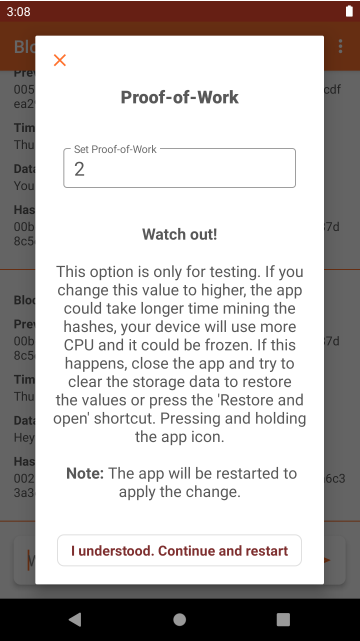 3:08
Blo
Prev
005
cdf
ea2
Tim
Thu
Data
You
Has
00b
37d
8c5
Bloc
Prev
00b
37d
8c5
Tim
Thu
Data
Hey
Has
002
a6c3
3a3
Proof-of-Work
Set Proof-of-Work
2
Watch out!
This option is only for testing. If you
change this value to higher, the app
could take longer time mining the
hashes, your device will use more
CPU and it could be frozen. If this
happens, close the app and try to
clear the storage data to restore
the values or press the 'Restore and
open' shortcut. Pressing and holding
the app icon.
Note: The app will be restarted to
apply the change.
I understood. Continue and restart